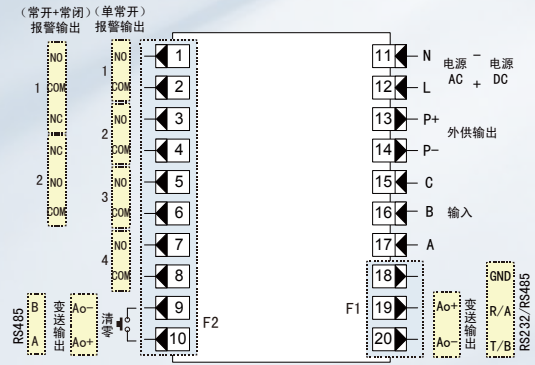 (常开+常闭)
报警输出
(单常开)
报警输出
1
NO
COM
NC
2
NC
NO
COM
1
NO
COM
2
NO
COM
3
NO
COM
4
NO
COM
1
2
3
4
5
6
7
8
9
10
F2
RS485
B
A
变送输出
Ao-
Ao+
清零
11
N
12
L
电源 - 电源
AC + DC
13
P+
14
P-
外供输出
15
C
16
B
输入
17
A
18
19
20
F1
Ao+
Ao-
变送输出
GND
R/A
T/B
RS232/RS485